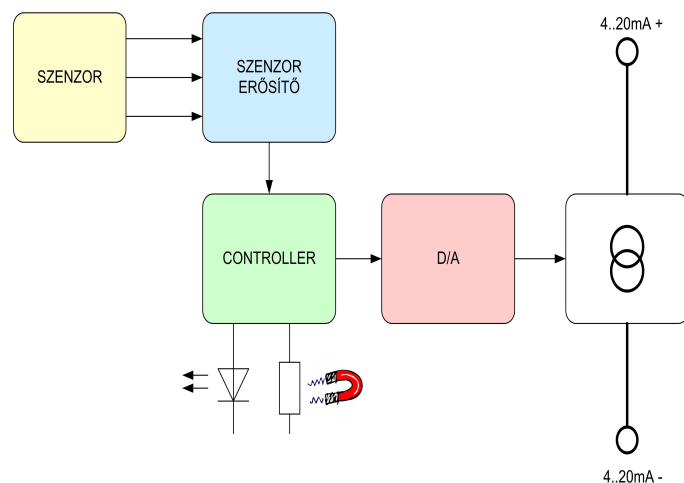 4..20mA +
SZENZOR
SZENZOR
ERŐSÍTŐ
CONTROLLER
D/A
4..20mA -